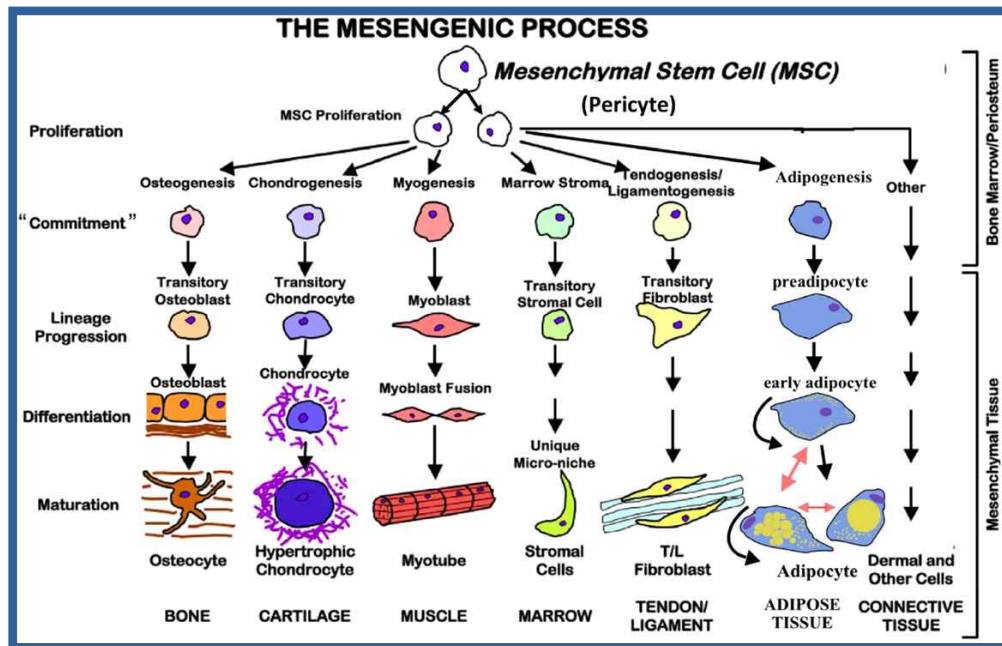 THE MESENGENIC PROCESS
Mesenchymal Stem Cell (MSC)
(Pericyte)
MSC Proliferation
Proliferation
Osteogenesis
Chondrogenesis
Myogenesis
Marrow Stroma
Tendogenesis/
Ligamentogenesis
Adipogenesis
Other
Bone Marrow/Periosteum
“Commitment”
Transitory
Osteoblast
Transitory
Chondrocyte
Myoblast
Transitory
Stromal Cell
Transitory
Fibroblast
preadipocyte
Lineage
Progression
Osteoblast
Chondrocyte
Myoblast Fusion
early adipocyte
Differentiation
Unique
Micro-niche
Mesenchymal Tissue
Maturation
Osteocyte
Hypertrophic
Chondrocyte
Myotube
Stromal
Cells
T/L
Fibroblast
Adipocyte
Dermal and
Other Cells
BONE
CARTILAGE
MUSCLE
MARROW
TENDON/
LIGAMENT
ADIPOSE
TISSUE
CONNECTIVE
TISSUE